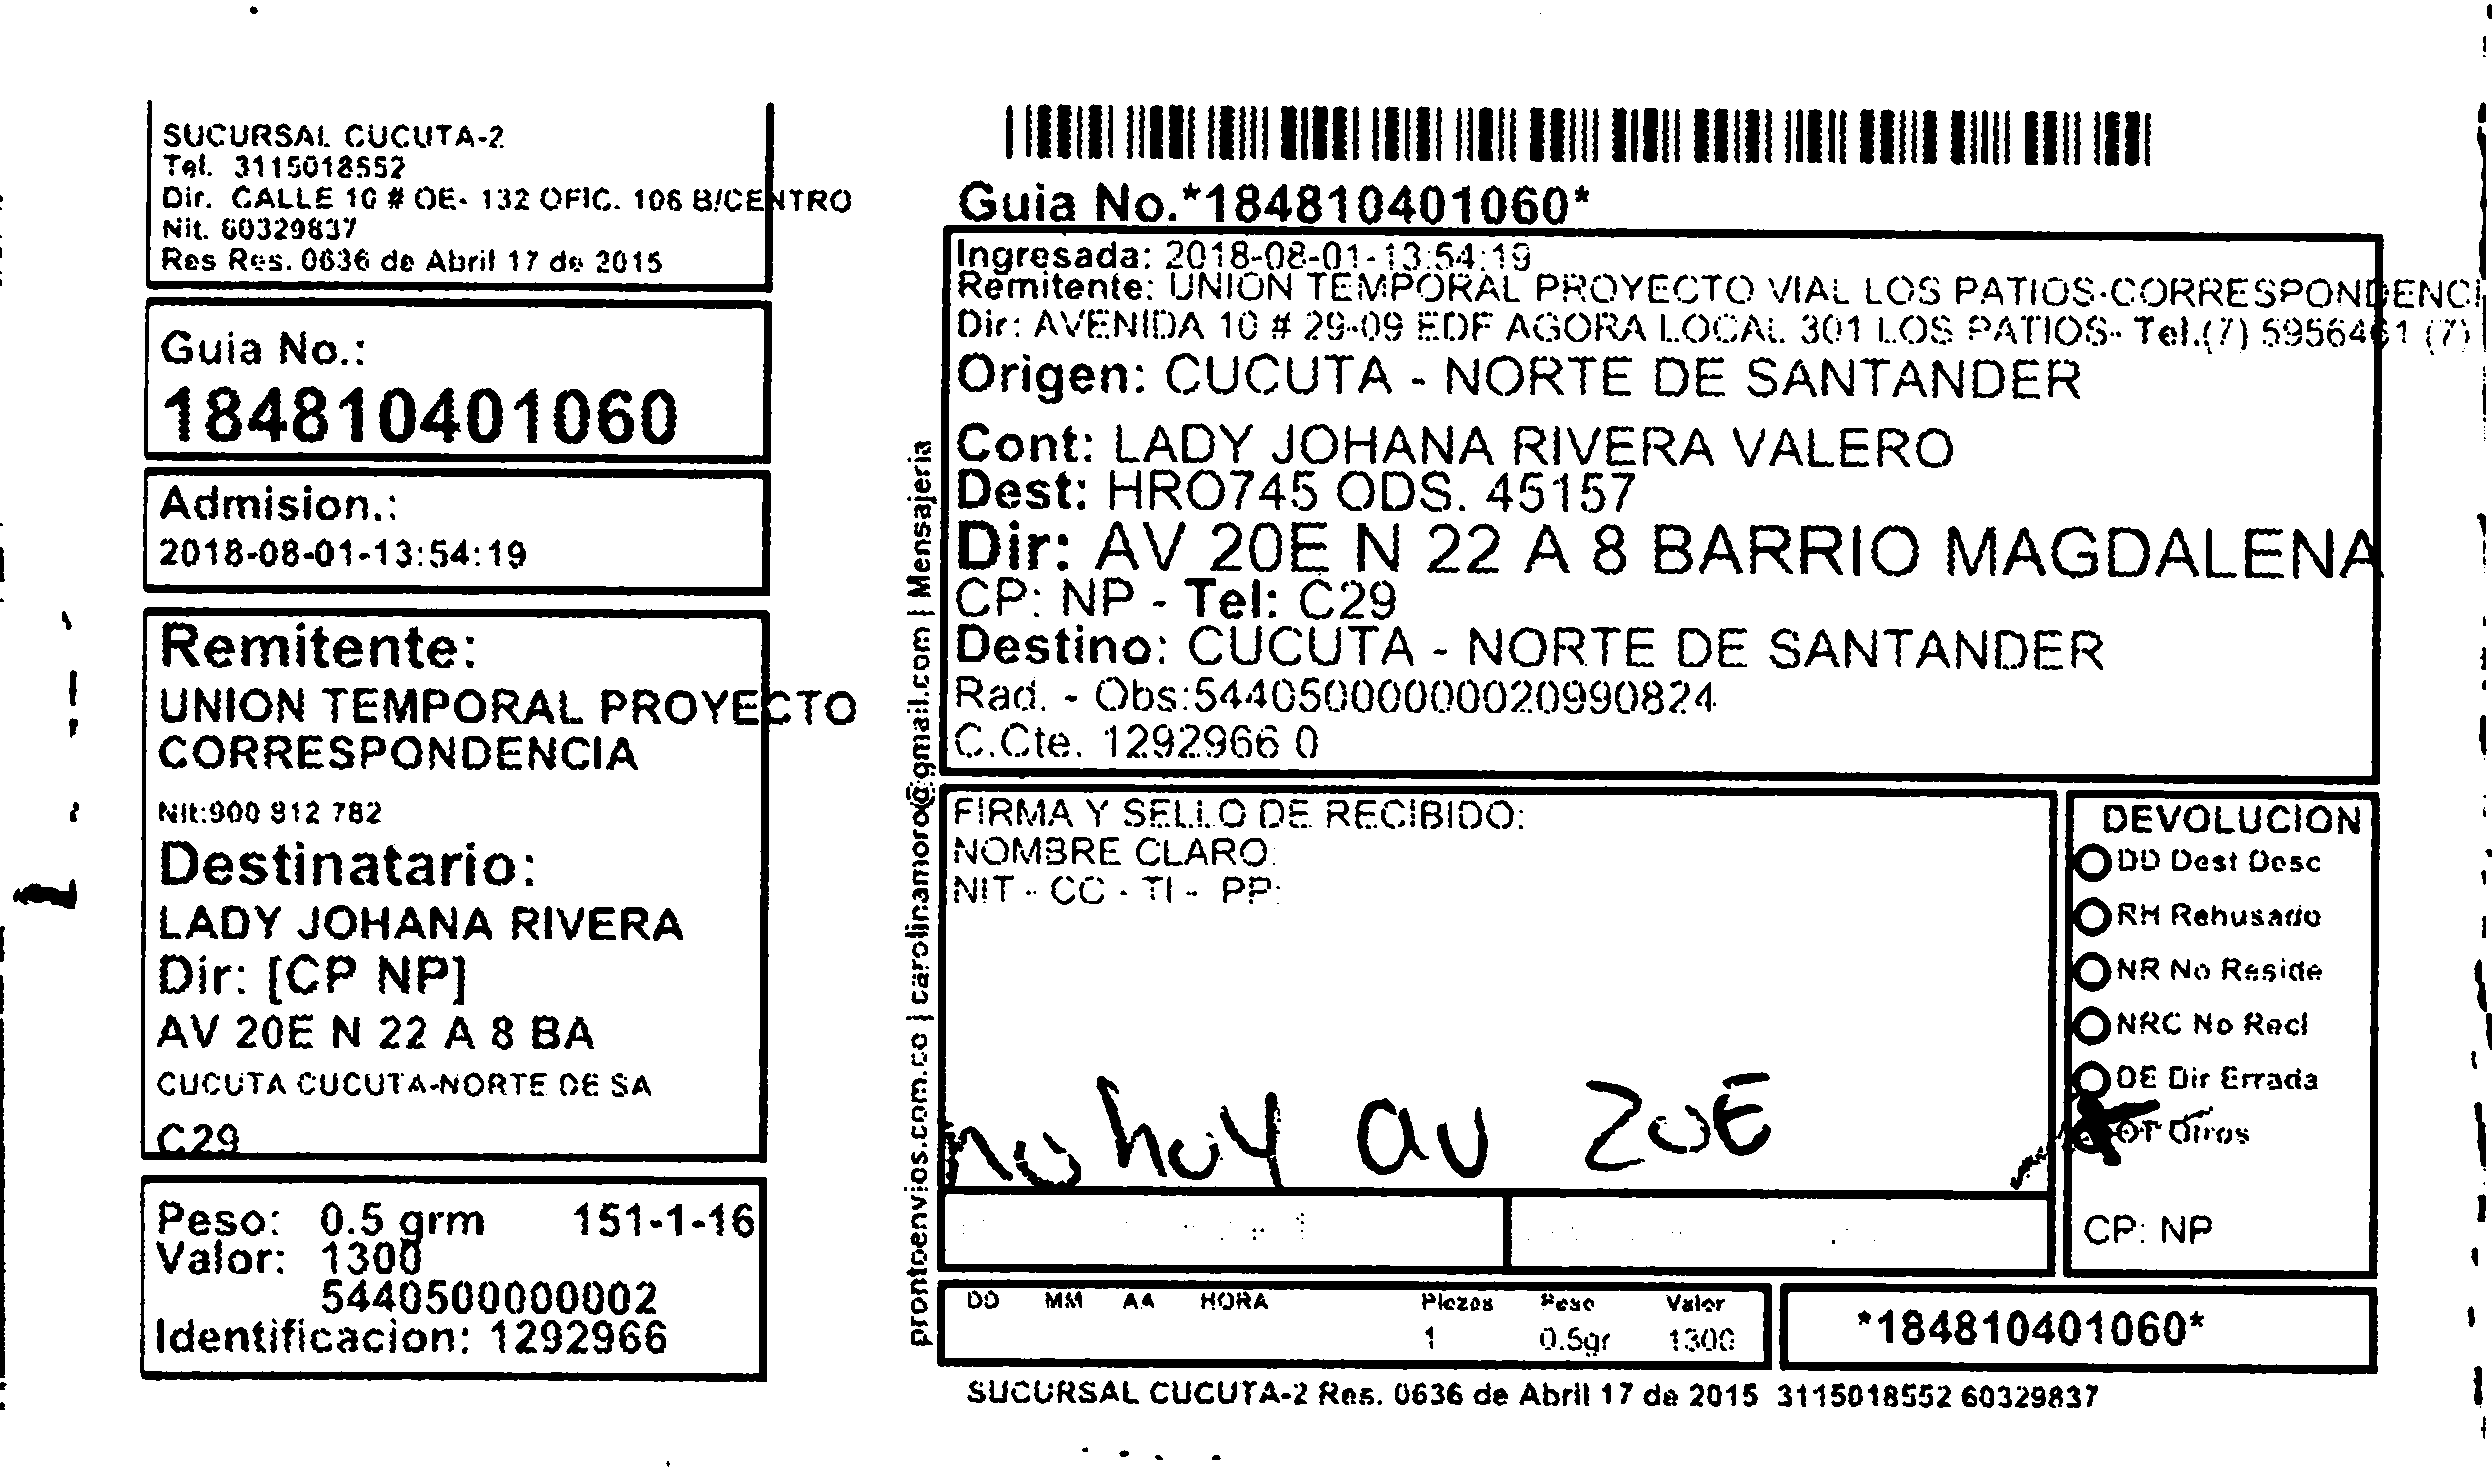 SUCURSAL CUCUTA-2
Tel. 3115018552
Dir. CALLE 10 # OE- 132 OFIC. 106 B/CENTRO
Nit. 60329837
Res Res. 0636 de Abril 17 de 2015
Guia No.:
184810401060
Admision.:
2018-08-01-13:54:19
Remitente:
UNION TEMPORAL PROYECTO
CORRESPONDENCIA
Nit:900 812 782
Destinatario:
LADY JOHANA RIVERA
Dir: [CP NP]
AV 20E N 22 A 8 BA
CUCUTA CUCUTA-NORTE DE SA
C29
Peso: 0.5 grm 151-1-16
Valor: 1300
5440500000002
Identificacion: 1292966
prontoenvios.com.co | carolinamoro@gmail.com | Mensajeria
Guia No.*184810401060*
Ingresada: 2018-08-01-13:54:19
Remitente: UNION TEMPORAL PROYECTO VIAL LOS PATIOS-CORRESPONDENCI
Dir: AVENIDA 10 # 29-09 EDF AGORA LOCAL 301 LOS PATIOS- Tel.(7) 5956461 (7)
Origen: CUCUTA - NORTE DE SANTANDER
Cont: LADY JOHANA RIVERA VALERO
Dest: HRO745 ODS. 45157
Dir: AV 20E N 22 A 8 BARRIO MAGDALENA
CP: NP - Tel: C29
Destino: CUCUTA - NORTE DE SANTANDER
Rad. - Obs:54405000000020990824
C.Cte. 1292966 0
FIRMA Y SELLO DE RECIBIDO:
NOMBRE CLARO:
NIT - CC - TI - PP:
no hay av 20E
DEVOLUCION
DD Dest Desc
RH Rehusado
NR No Reside
NRC No Recl
DE Dir Errada
OT Otros
CP: NP
DD MM AA HORA Piezas Peso Valor
1 0.5gr 1300
*184810401060*
SUCURSAL CUCUTA-2 Res. 0636 de Abril 17 de 2015 3115018552 60329837